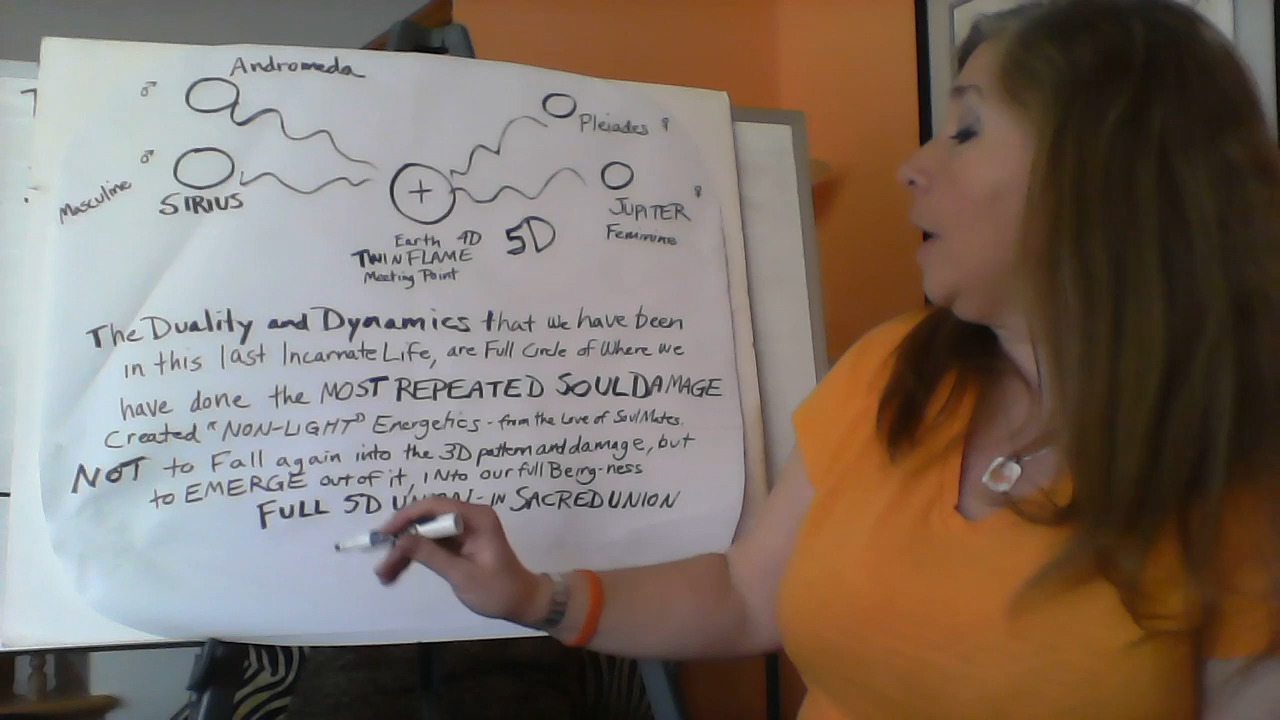 Andromeda
♂
Pleiades ♀
♂
Masculine
SIRIUS
JUPITER ♀
Feminine
Earth 4D 5D
TWIN FLAME
Meeting Point
The Duality and Dynamics that we have been
in this last Incarnate Life, are Full Circle of Where we
have done the MOST REPEATED SOUL DAMAGE
Created "NON-LIGHT" Energetics - from the Love of Soul Mates.
NOT to Fall again into the 3D pattern and damage, but
to EMERGE out of it, INto our full Being-ness
FULL 5D UNION - IN SACRED UNION